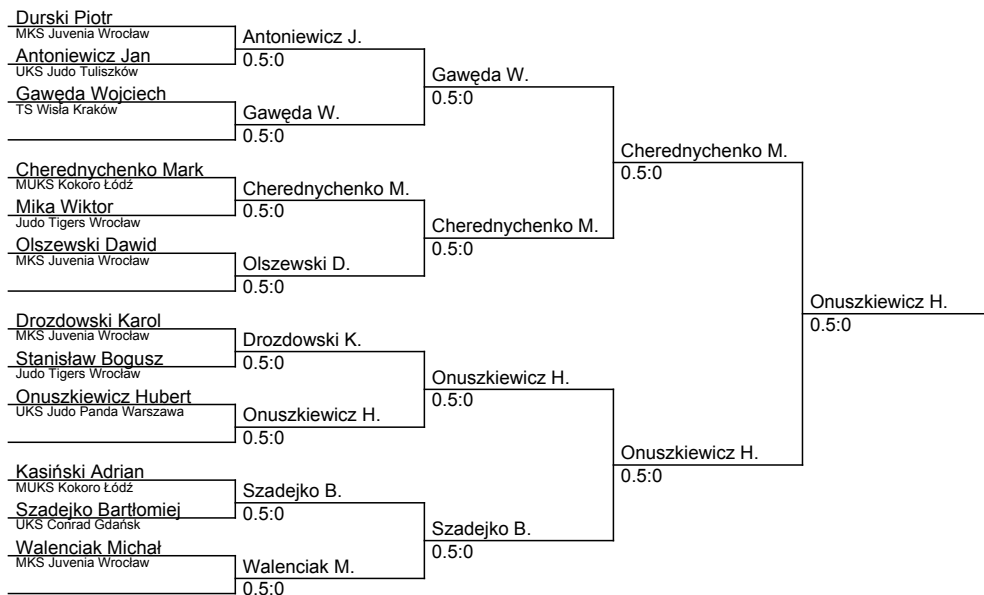 Durski Piotr
MKS Juvenia Wrocław
Antoniewicz Jan
UKS Judo Tuliszków
Gawęda Wojciech
TS Wisła Kraków
Cherednychenko Mark
MUKS Kokoro Łódź
Mika Wiktor
Judo Tigers Wrocław
Olszewski Dawid
MKS Juvenia Wrocław
Drozdowski Karol
MKS Juvenia Wrocław
Stanisław Bogusz
Judo Tigers Wrocław
Onuszkiewicz Hubert
UKS Judo Panda Warszawa
Kasiński Adrian
MUKS Kokoro Łódź
Szadejko Bartłomiej
UKS Conrad Gdańsk
Walenciak Michał
MKS Juvenia Wrocław
Antoniewicz J.
0.5:0
Gawęda W.
0.5:0
Cherednychenko M.
0.5:0
Olszewski D.
0.5:0
Drozdowski K.
0.5:0
Onuszkiewicz H.
0.5:0
Szadejko B.
0.5:0
Walenciak M.
0.5:0
Gawęda W.
0.5:0
Cherednychenko M.
0.5:0
Onuszkiewicz H.
0.5:0
Szadejko B.
0.5:0
Cherednychenko M.
0.5:0
Onuszkiewicz H.
0.5:0
Onuszkiewicz H.
0.5:0